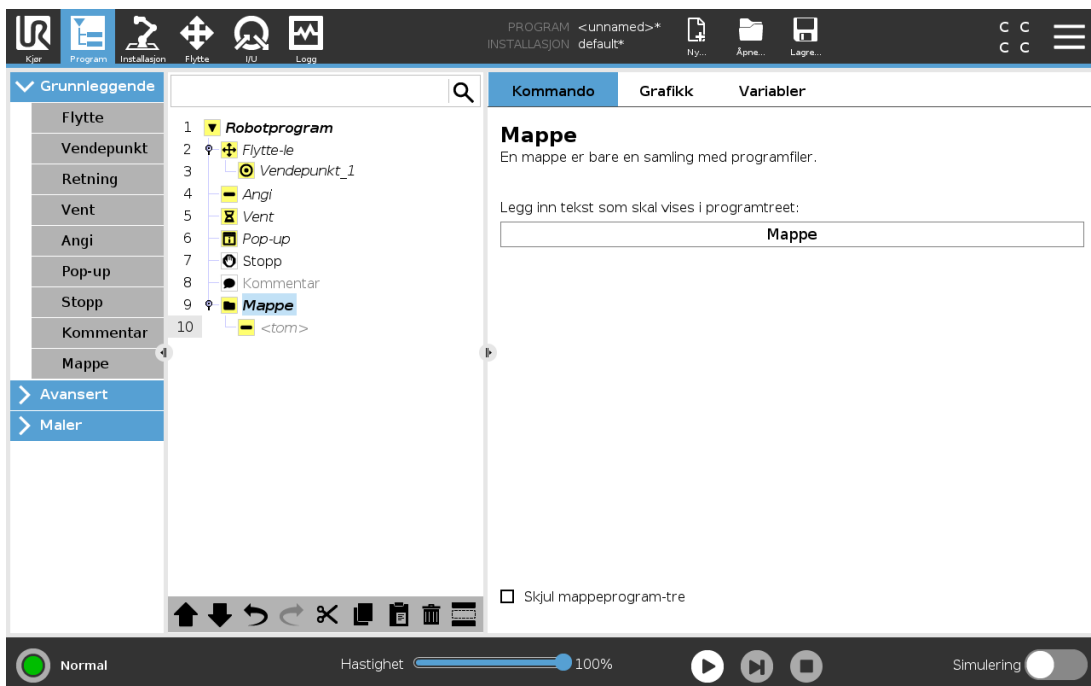 PROGRAM <unnamed>*
INSTALLASJON default*
Kjør Program Installasjon Flytte I/U Logg Ny... Åpne... Lagre...
C C
C C
Grunnleggende
Flytte
Vendepunkt
Retning
Vent
Angi
Pop-up
Stopp
Kommentar
Mappe
Avansert
Maler
1 Robotprogram
2 Flytte-le
3 Vendepunkt_1
4 Angi
5 Vent
6 Pop-up
7 Stopp
8 Kommentar
9 Mappe
10 <tom>
Kommando Grafikk Variabler
Mappe
En mappe er bare en samling med programfiler.
Legg inn tekst som skal vises i programtreet:
Mappe
Skjul mappeprogram-tre
Normal Hastighet 100% Simulering